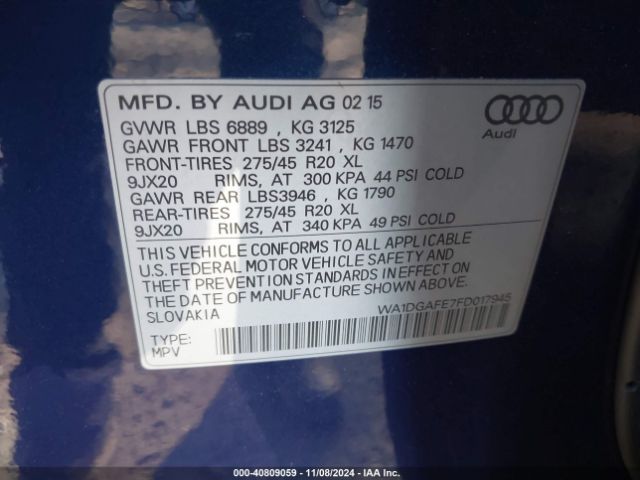 MFD. BY AUDI AG 02 15
GVWR LBS 6889 , KG 3125
GAWR FRONT LBS 3241 , KG 1470
FRONT-TIRES 275/45 R20 XL
9JX20 RIMS, AT 300 KPA 44 PSI COLD
GAWR REAR LBS3946 , KG 1790
REAR-TIRES 275/45 R20 XL
9JX20 RIMS, AT 340 KPA 49 PSI COLD
Audi
THIS VEHICLE CONFORMS TO ALL APPLICABLE
U.S. FEDERAL MOTOR VEHICLE SAFETY AND
THEFT PREVENTION STANDARDS IN EFFECT ON
THE DATE OF MANUFACTURE SHOWN ABOVE.
SLOVAKIA
WA1DGAFE7FD017945
TYPE:
MPV
000-40809059 - 11/08/2024 - IAA Inc.